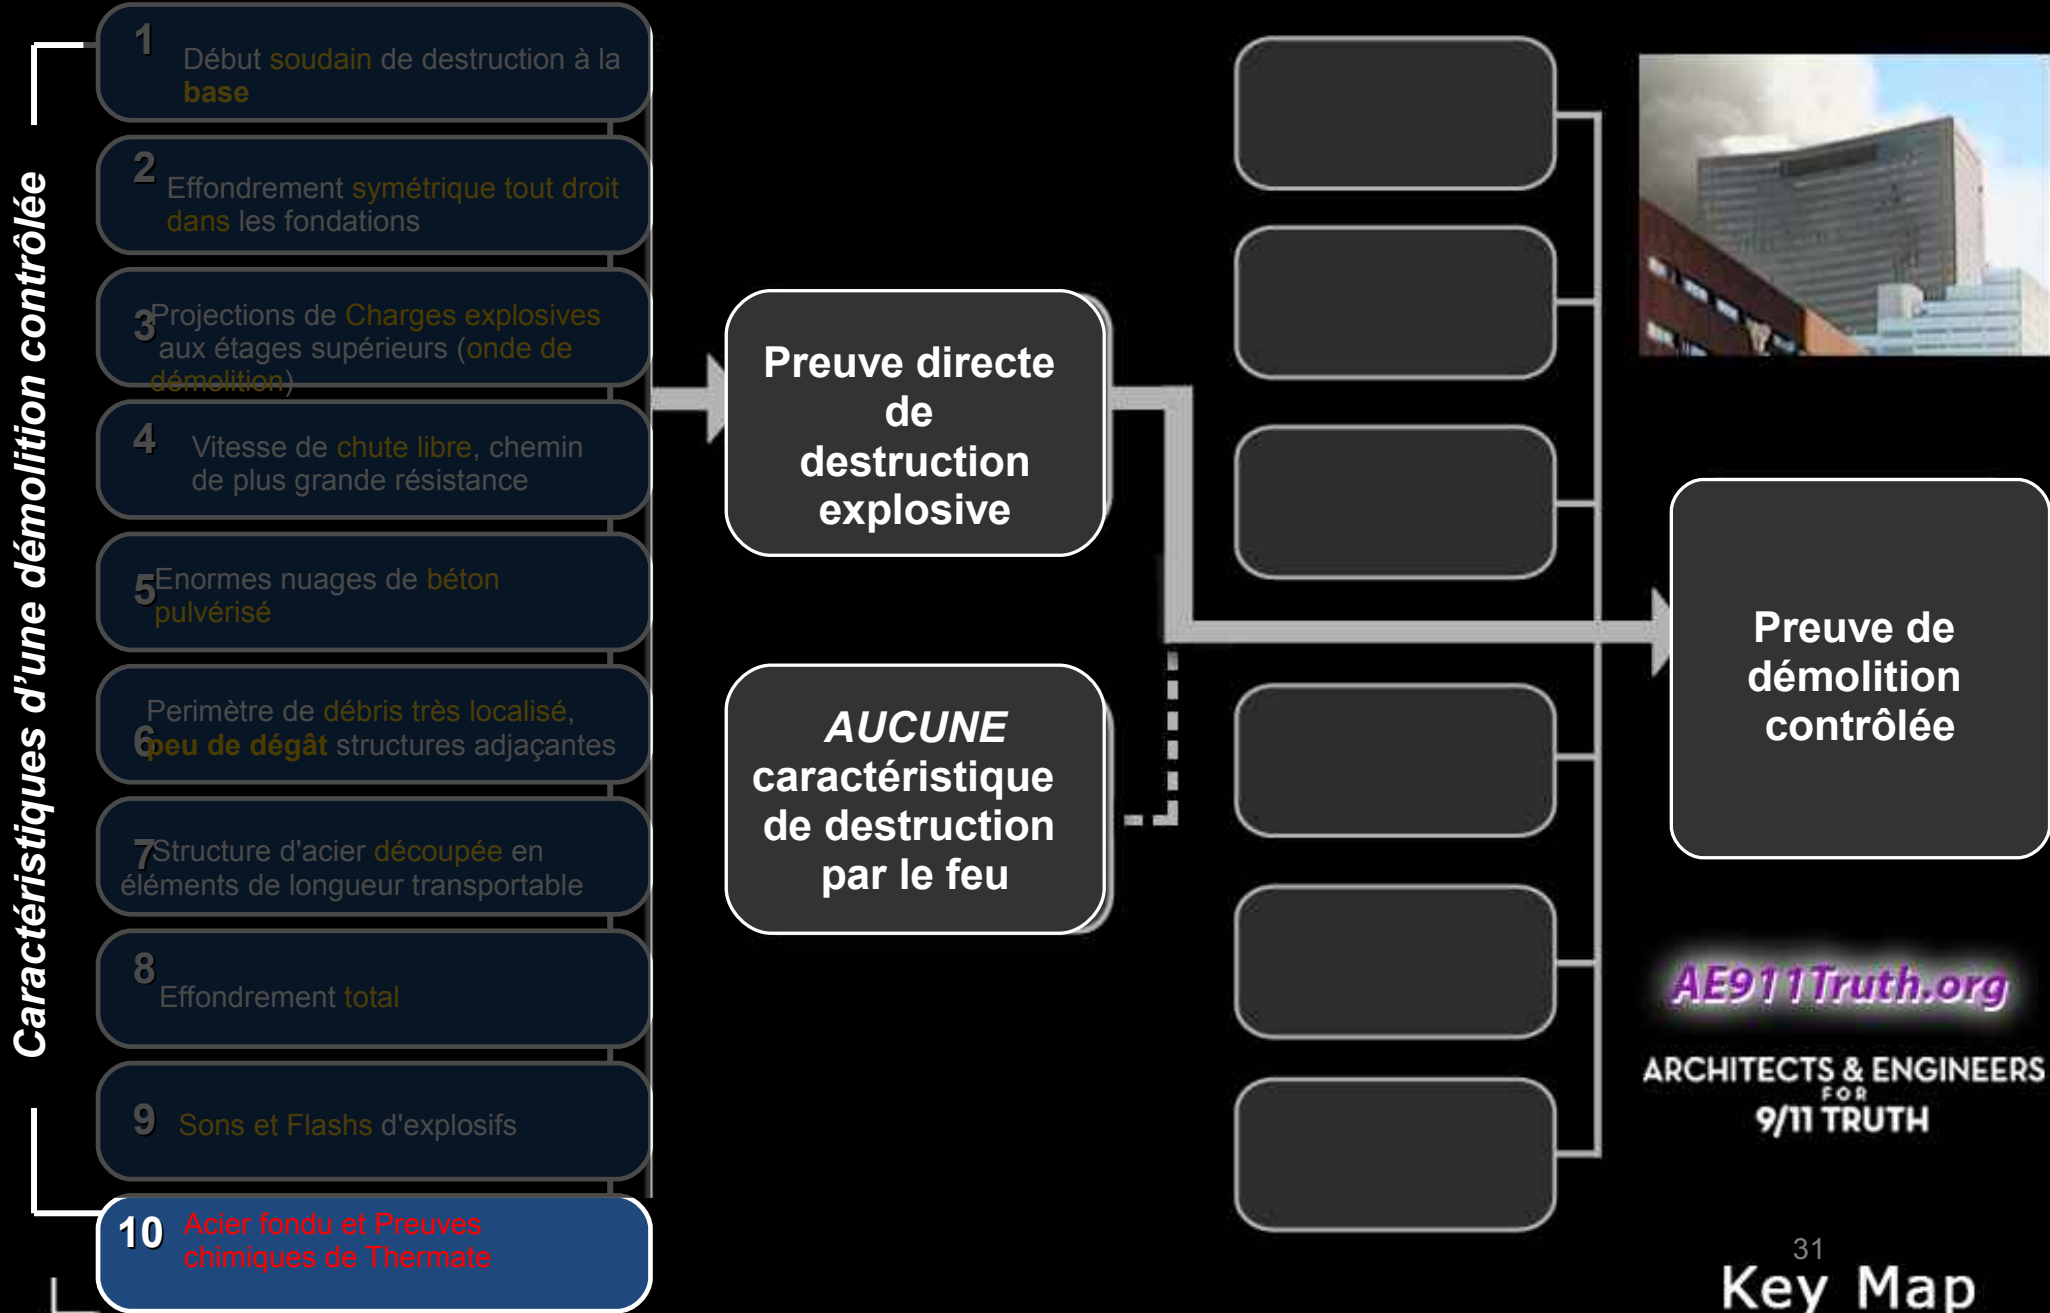 Caractéristiques d'une démolition contrôlée
1
Début soudain de destruction à la
base
2
Effondrement symétrique tout droit
dans les fondations
3
Projections de Charges explosives
aux étages supérieurs (onde de
démolition)
4
Vitesse de chute libre, chemin
de plus grande résistance
5
Enormes nuages de béton
pulvérisé
6
Perimètre de débris très localisé,
peu de dégât structures adjaçantes
7
Structure d'acier découpée en
éléments de longueur transportable
8
Effondrement total
9
Sons et Flashs d'explosifs
10
Acier fondu et Preuves
chimiques de Thermate
Preuve directe
de
destruction
explosive
AUCUNE
caractéristique
de destruction
par le feu
Preuve de
démolition
contrôlée
AE911Truth.org
ARCHITECTS & ENGINEERS
FOR
9/11 TRUTH
31
Key Map